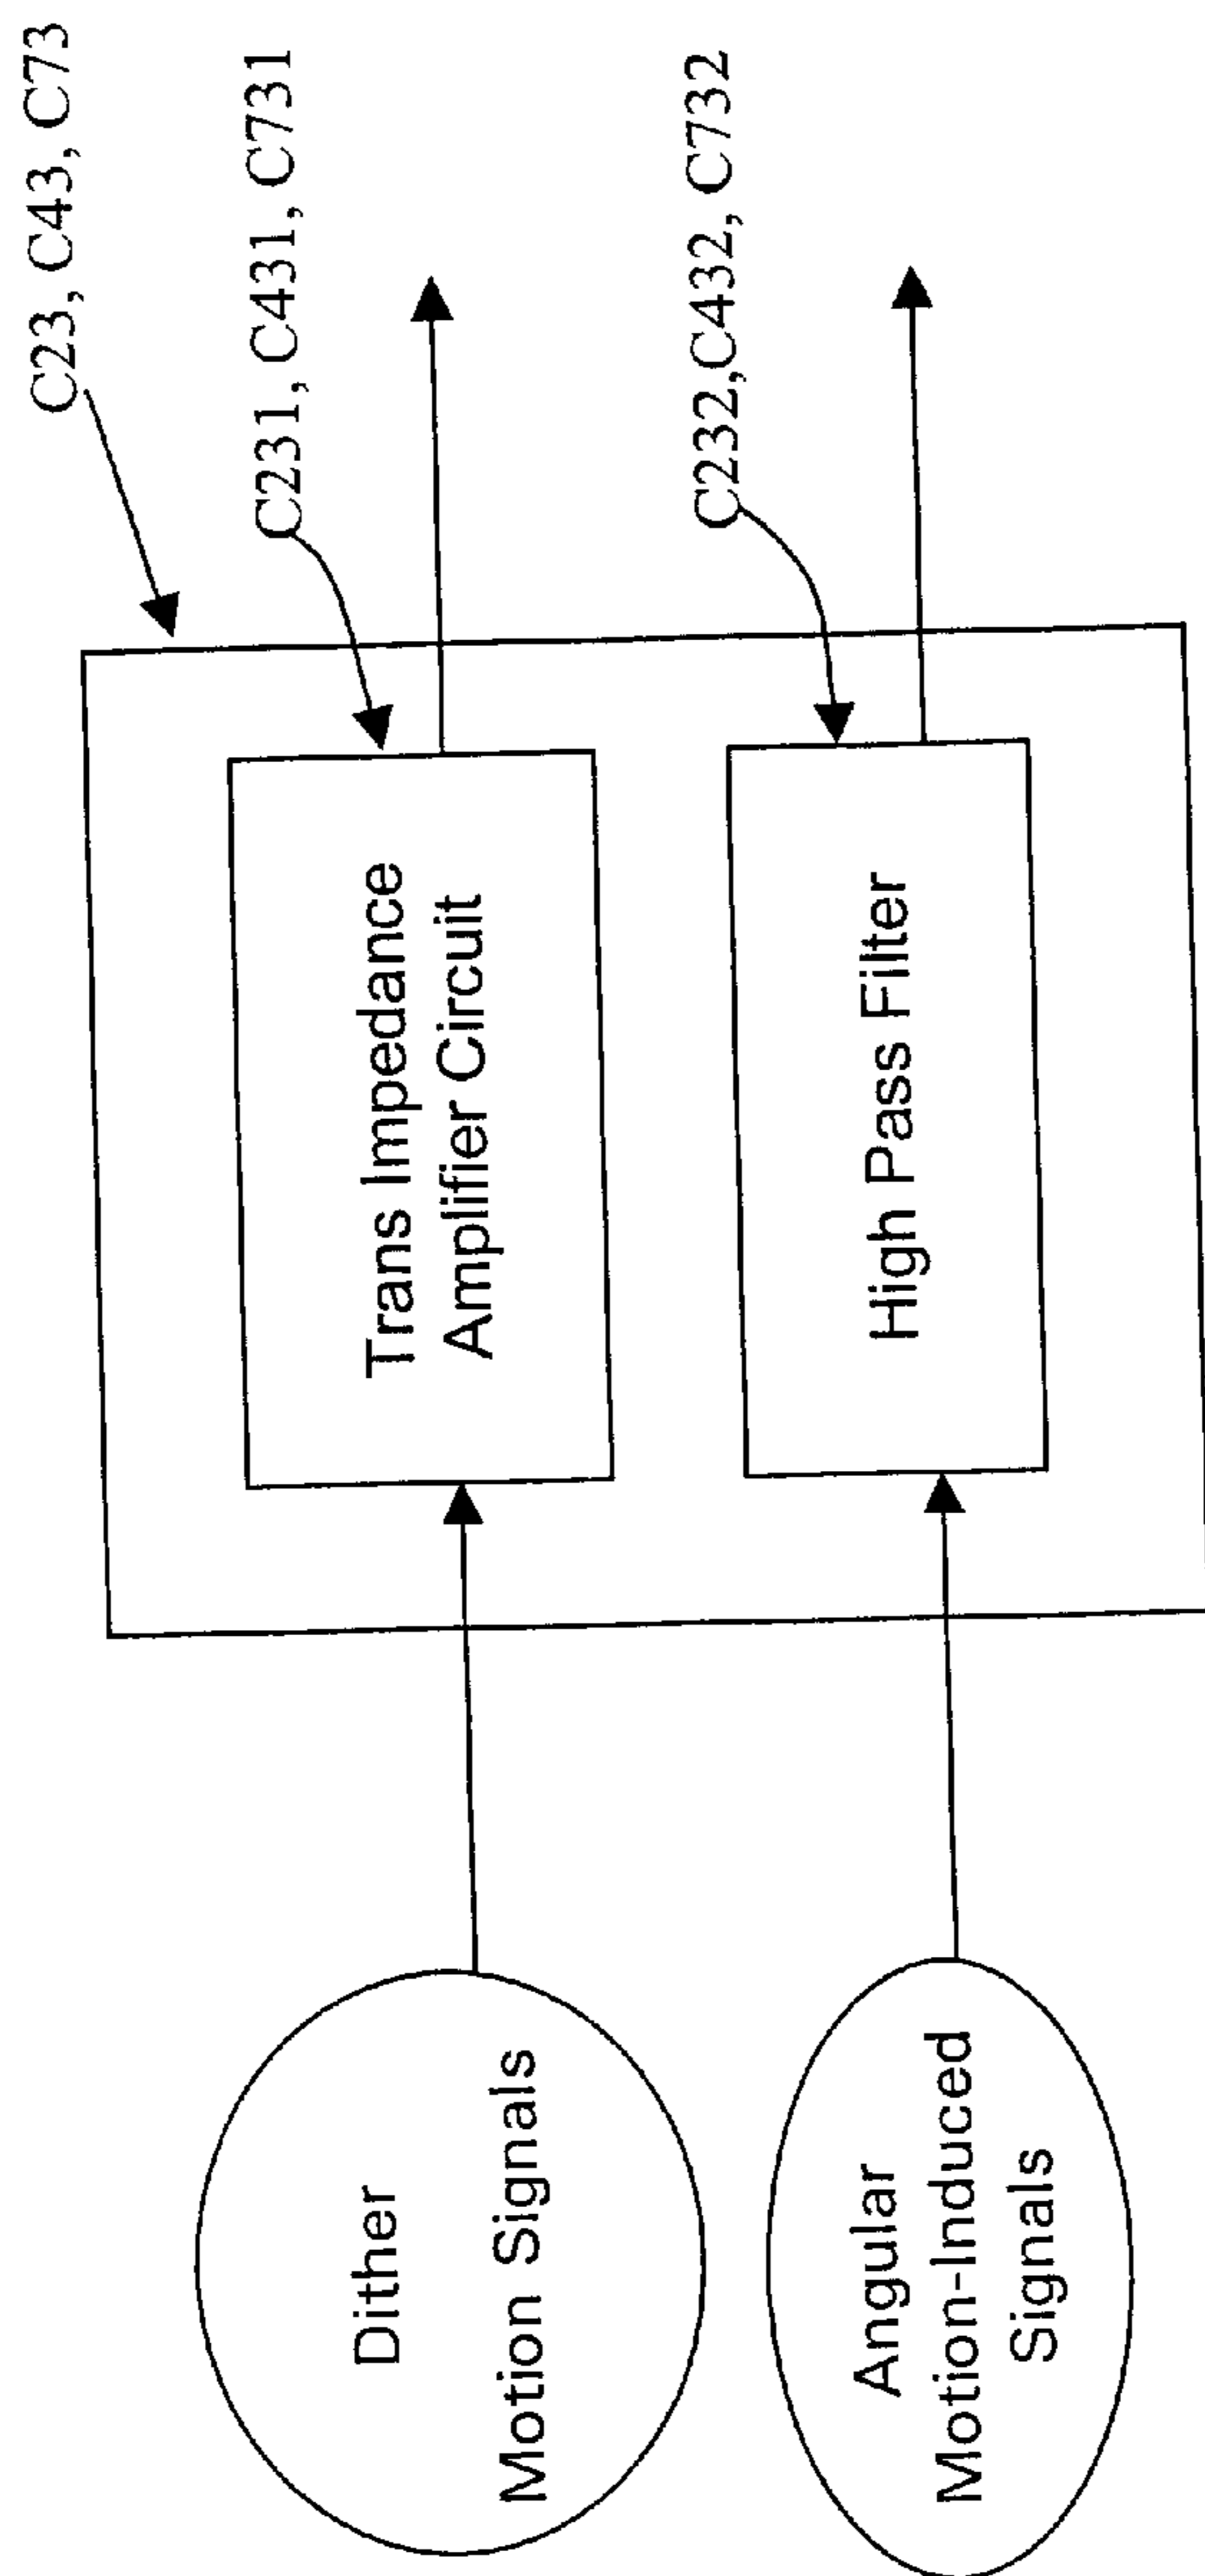 C23, C43, C73
C231, C431, C731
Dither
Motion Signals
Trans Impedance
Amplifier Circuit
C232,C432, C732
Angular
Motion-Induced
Signals
High Pass Filter